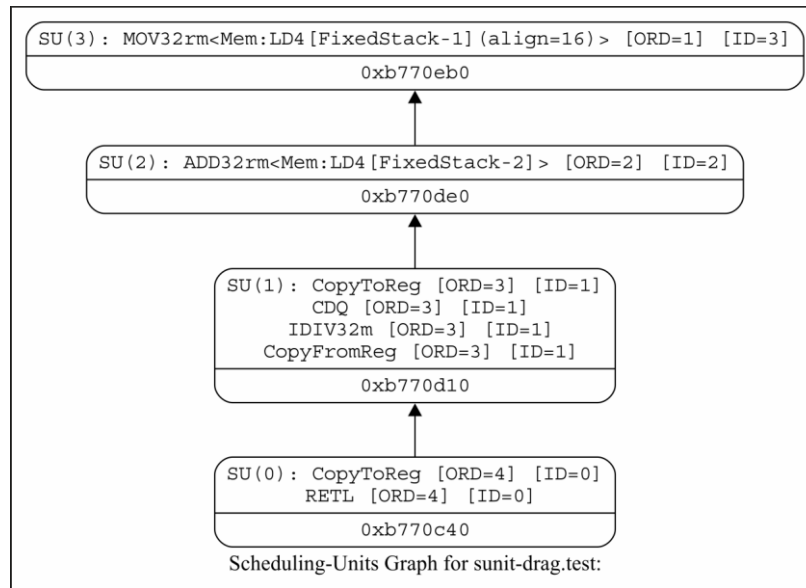 SU(3): MOV32rm<Mem:LD4[FixedStack-1](align=16)> [ORD=1] [ID=3]
0xb770eb0
SU(2): ADD32rm<Mem:LD4[FixedStack-2]> [ORD=2] [ID=2]
0xb770de0
SU(1): CopyToReg [ORD=3] [ID=1]
CDQ [ORD=3] [ID=1]
IDIV32m [ORD=3] [ID=1]
CopyFromReg [ORD=3] [ID=1]
0xb770d10
SU(0): CopyToReg [ORD=4] [ID=0]
RETL [ORD=4] [ID=0]
0xb770c40
Scheduling-Units Graph for sunit-drag.test: